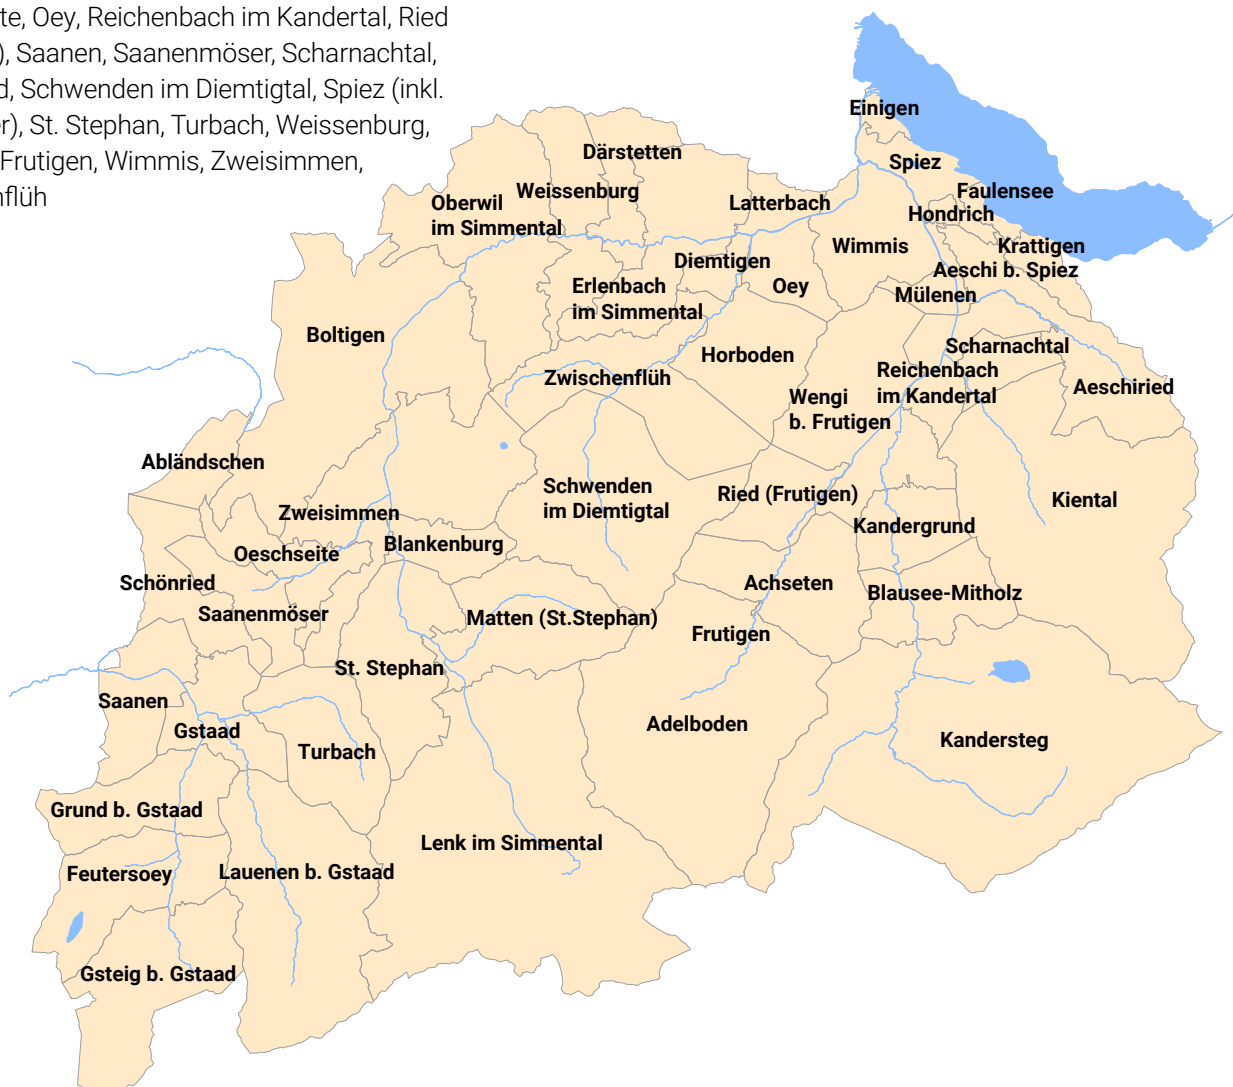 te, Oey, Reichenbach im Kandertal, Ried
), Saanen, Saanenmöser, Scharnachtal,
d, Schwenden im Diemtigtal, Spiez (inkl.
er), St. Stephan, Turbach, Weissenburg,
Frutigen, Wimmis, Zweisimmen,
nflüh
Einigen
Därstetten
Spiez
Weissenburg
Faulensee
Oberwil
im Simmental
Latterbach
Hondrich
Wimmis
Krattigen
Diemtigen
Aeschi b. Spiez
Erlenbach
im Simmental
Oey
Mülenen
Boltigen
Scharnachtal
Horboden
Reichenbach
im Kandertal
Zwischenflüh
Aeschiried
Wengi
b. Frutigen
Abländschen
Schwenden
im Diemtigtal
Ried (Frutigen)
Kiental
Zweisimmen
Kandergrund
Blankenburg
Oeschseite
Schönried
Achseten
Blausee-Mitholz
Saanenmöser
Matten (St.Stephan)
Frutigen
St. Stephan
Saanen
Adelboden
Gstaad
Kandersteg
Turbach
Grund b. Gstaad
Lenk im Simmental
Feutersoey
Lauenen b. Gstaad
Gsteig b. Gstaad